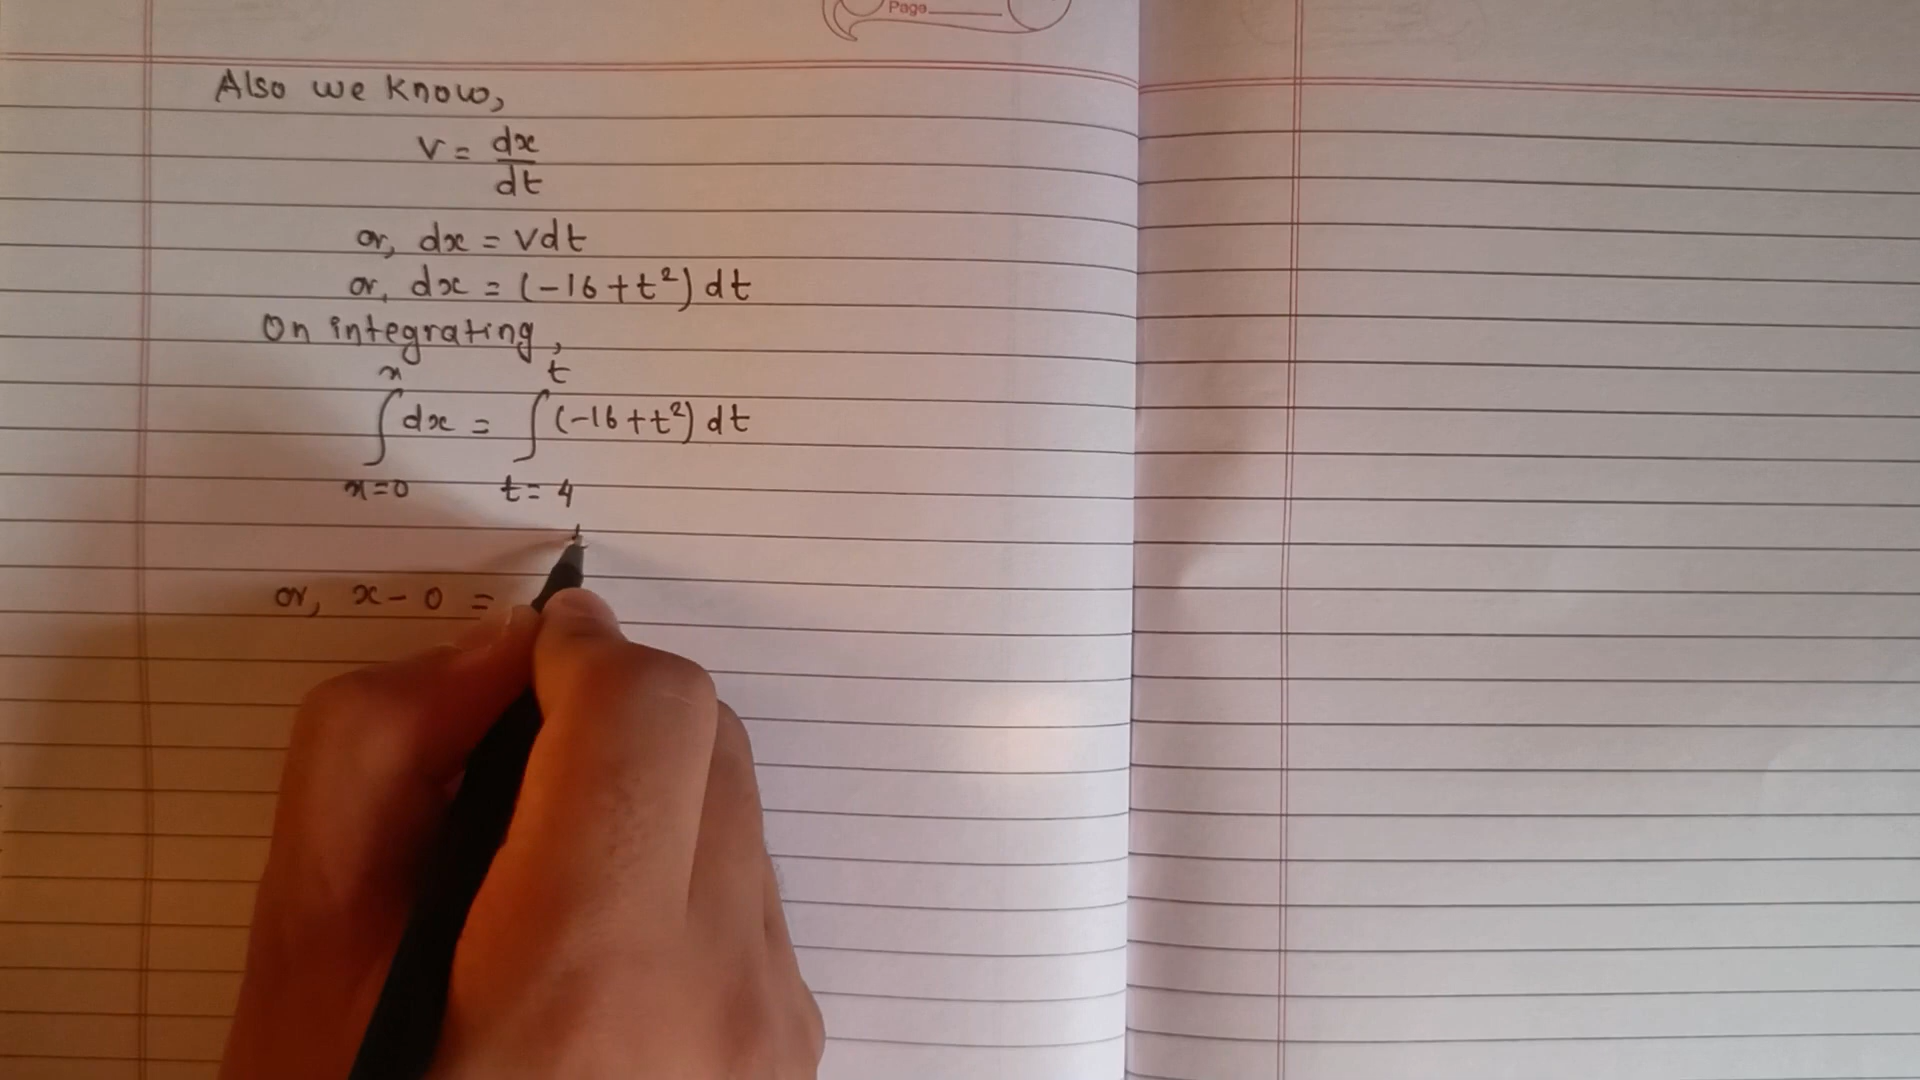 Page
Also we know,
v = dx/dt
or, dx = vdt
or, dx = (-16+t²) dt
On integrating,
∫_{x=0}^{x} dx = ∫_{t=4}^{t} (-16+t²) dt
or, x-0 =